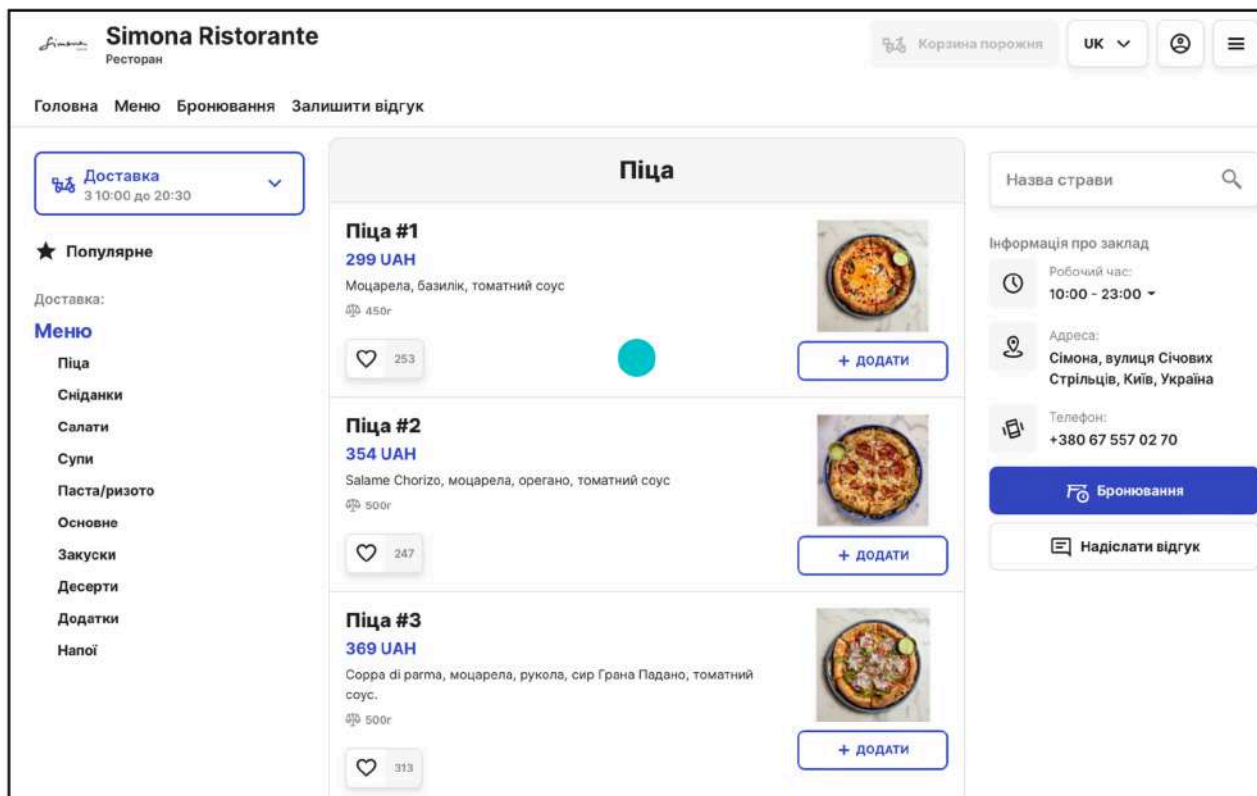 Simona Ristorante
Ресторан
Корзина порожня
UK
Головна Меню Бронювання Залишити відгук
Доставка
З 10:00 до 20:30
Популярне
Доставка:
Меню
Піца
Сніданки
Салати
Супи
Паста/ризото
Основне
Закуски
Десерти
Додатки
Напої
Піца
Піца #1
299 UAH
Моцарела, базилік, томатний соус
450г
253
+ ДОДАТИ
Піца #2
354 UAH
Salame Chorizo, моцарела, орегано, томатний соус
500г
247
+ ДОДАТИ
Піца #3
369 UAH
Coppa di parma, моцарела, рукола, сир Грана Падано, томатний
соус.
500г
313
+ ДОДАТИ
Назва страви
Інформація про заклад
Робочий час:
10:00 - 23:00
Адреса:
Сімона, вулиця Січових
Стрільців, Київ, Україна
Телефон:
+380 67 557 02 70
Бронювання
Надіслати відгук